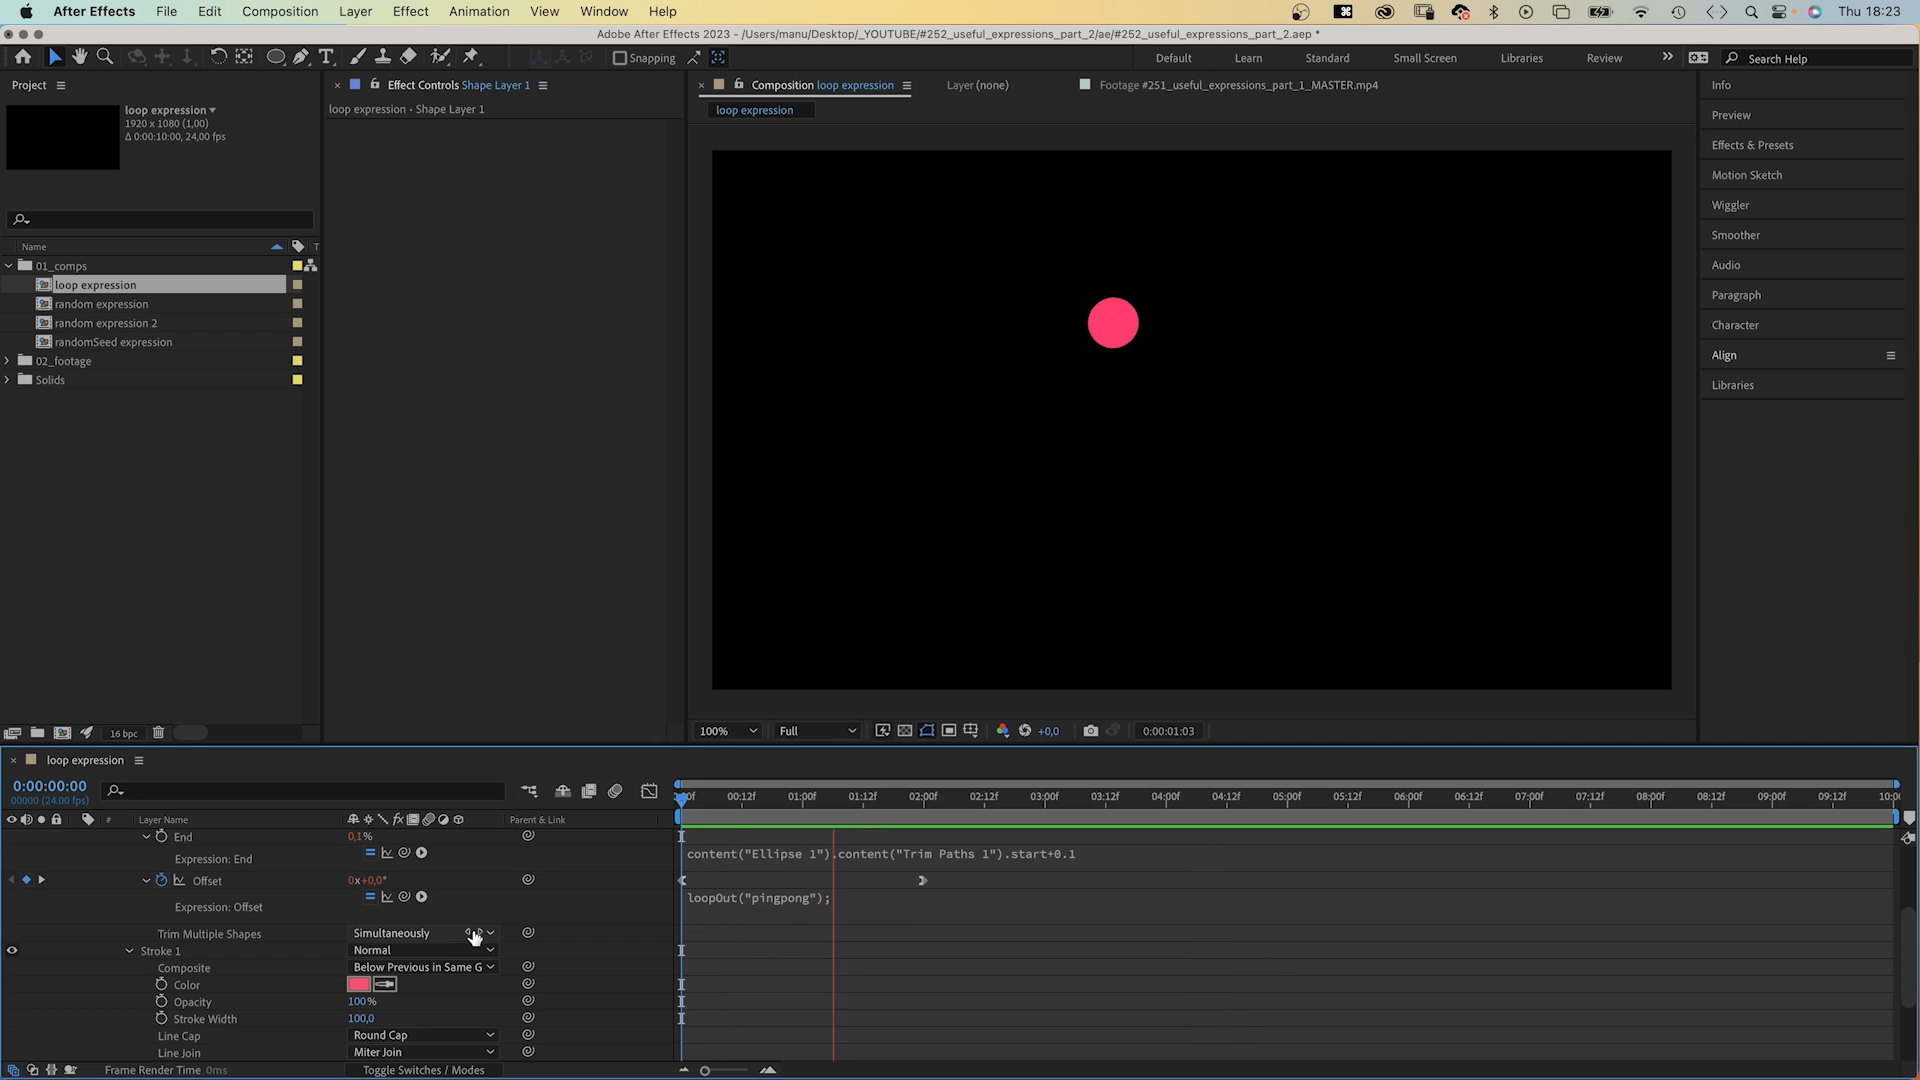 After Effects File Edit Composition Layer Effect Animation View Window Help Thu 18:23
Adobe After Effects 2023 - /Users/manu/Desktop/_YOUTUBE/#252_useful_expressions_part_2/ae/#252_useful_expressions_part_2.aep *
Snapping Default Learn Standard Small Screen Libraries Review Search Help
Project
loop expression
1920 x 1080 (1,00)
Δ 0:00:10:00, 24,00 fps
Name T
01_comps
loop expression
random expression
random expression 2
randomSeed expression
02_footage
Solids
16 bpc
Effect Controls Shape Layer 1
loop expression • Shape Layer 1
Composition loop expression Layer (none) Footage #251_useful_expressions_part_1_MASTER.mp4
loop expression
100% Full +0,0 0:00:01:03
Info
Preview
Effects & Presets
Motion Sketch
Wiggler
Smoother
Audio
Paragraph
Character
Align
Libraries
loop expression
0:00:00:00
00000 (24.00 fps)
00:12f 01:00f 01:12f 02:00f 02:12f 03:00f 03:12f 04:00f 04:12f 05:00f 05:12f 06:00f 06:12f 07:00f 07:12f 08:00f 08:12f 09:00f 09:12f
# Layer Name Parent & Link
End 0,1%
Expression: End content("Ellipse 1").content("Trim Paths 1").start+0.1
Offset 0x+0,0°
Expression: Offset loopOut("pingpong");
Trim Multiple Shapes Simultaneously
Stroke 1 Normal
Composite Below Previous in Same G
Color
Opacity 100%
Stroke Width 100,0
Line Cap Round Cap
Line Join Miter Join
Frame Render Time 0ms Toggle Switches / Modes